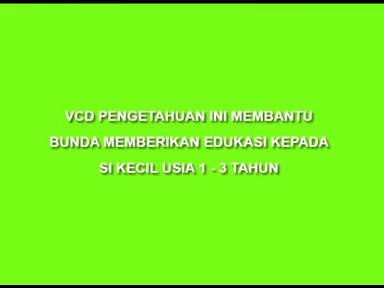 VCD PENGETAHUAN INI MEMBANTU
BUNDA MEMBERIKAN EDUKASI KEPADA
SI KECIL USIA 1 - 3 TAHUN